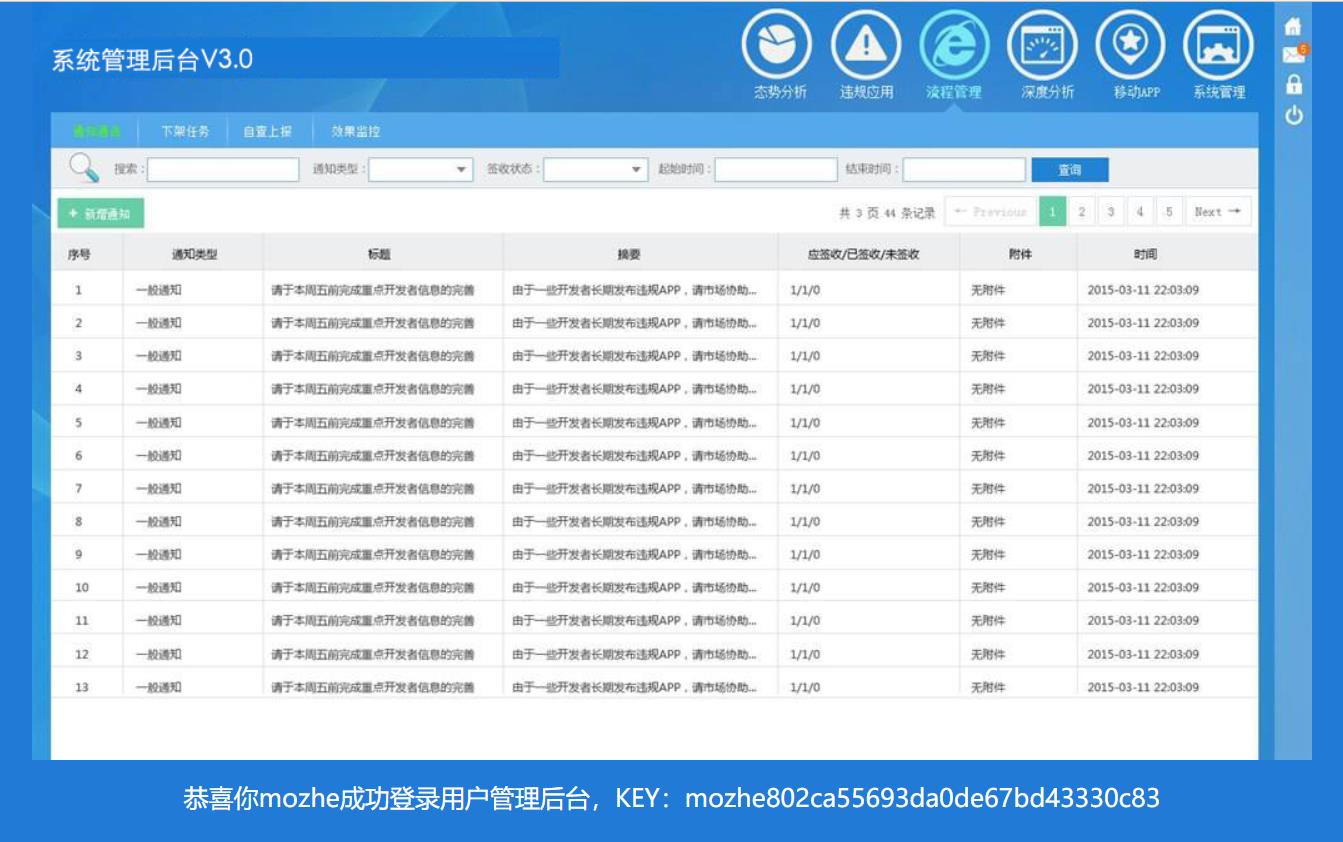 系统管理后台V3.0
态势分析 违规应用 流程管理 深度分析 移动APP 系统管理
5
通知通告 下架任务 自查上报 效果监控
搜索： 通知类型： 签收状态： 起始时间： 结束时间： 查询
+ 新增通知 共 3 页 44 条记录 ← Previous 1 2 3 4 5 Next →
序号 通知类型 标题 摘要 应签收/已签收/未签收 附件 时间
1 一般通知 请于本周五前完成重点开发者信息的完善 由于一些开发者长期发布违规APP，请市场协助... 1/1/0 无附件 2015-03-11 22:03:09
2 一般通知 请于本周五前完成重点开发者信息的完善 由于一些开发者长期发布违规APP，请市场协助... 1/1/0 无附件 2015-03-11 22:03:09
3 一般通知 请于本周五前完成重点开发者信息的完善 由于一些开发者长期发布违规APP，请市场协助... 1/1/0 无附件 2015-03-11 22:03:09
4 一般通知 请于本周五前完成重点开发者信息的完善 由于一些开发者长期发布违规APP，请市场协助... 1/1/0 无附件 2015-03-11 22:03:09
5 一般通知 请于本周五前完成重点开发者信息的完善 由于一些开发者长期发布违规APP，请市场协助... 1/1/0 无附件 2015-03-11 22:03:09
6 一般通知 请于本周五前完成重点开发者信息的完善 由于一些开发者长期发布违规APP，请市场协助... 1/1/0 无附件 2015-03-11 22:03:09
7 一般通知 请于本周五前完成重点开发者信息的完善 由于一些开发者长期发布违规APP，请市场协助... 1/1/0 无附件 2015-03-11 22:03:09
8 一般通知 请于本周五前完成重点开发者信息的完善 由于一些开发者长期发布违规APP，请市场协助... 1/1/0 无附件 2015-03-11 22:03:09
9 一般通知 请于本周五前完成重点开发者信息的完善 由于一些开发者长期发布违规APP，请市场协助... 1/1/0 无附件 2015-03-11 22:03:09
10 一般通知 请于本周五前完成重点开发者信息的完善 由于一些开发者长期发布违规APP，请市场协助... 1/1/0 无附件 2015-03-11 22:03:09
11 一般通知 请于本周五前完成重点开发者信息的完善 由于一些开发者长期发布违规APP，请市场协助... 1/1/0 无附件 2015-03-11 22:03:09
12 一般通知 请于本周五前完成重点开发者信息的完善 由于一些开发者长期发布违规APP，请市场协助... 1/1/0 无附件 2015-03-11 22:03:09
13 一般通知 请于本周五前完成重点开发者信息的完善 由于一些开发者长期发布违规APP，请市场协助... 1/1/0 无附件 2015-03-11 22:03:09
恭喜你mozhe成功登录用户管理后台，KEY：mozhe802ca55693da0de67bd43330c83